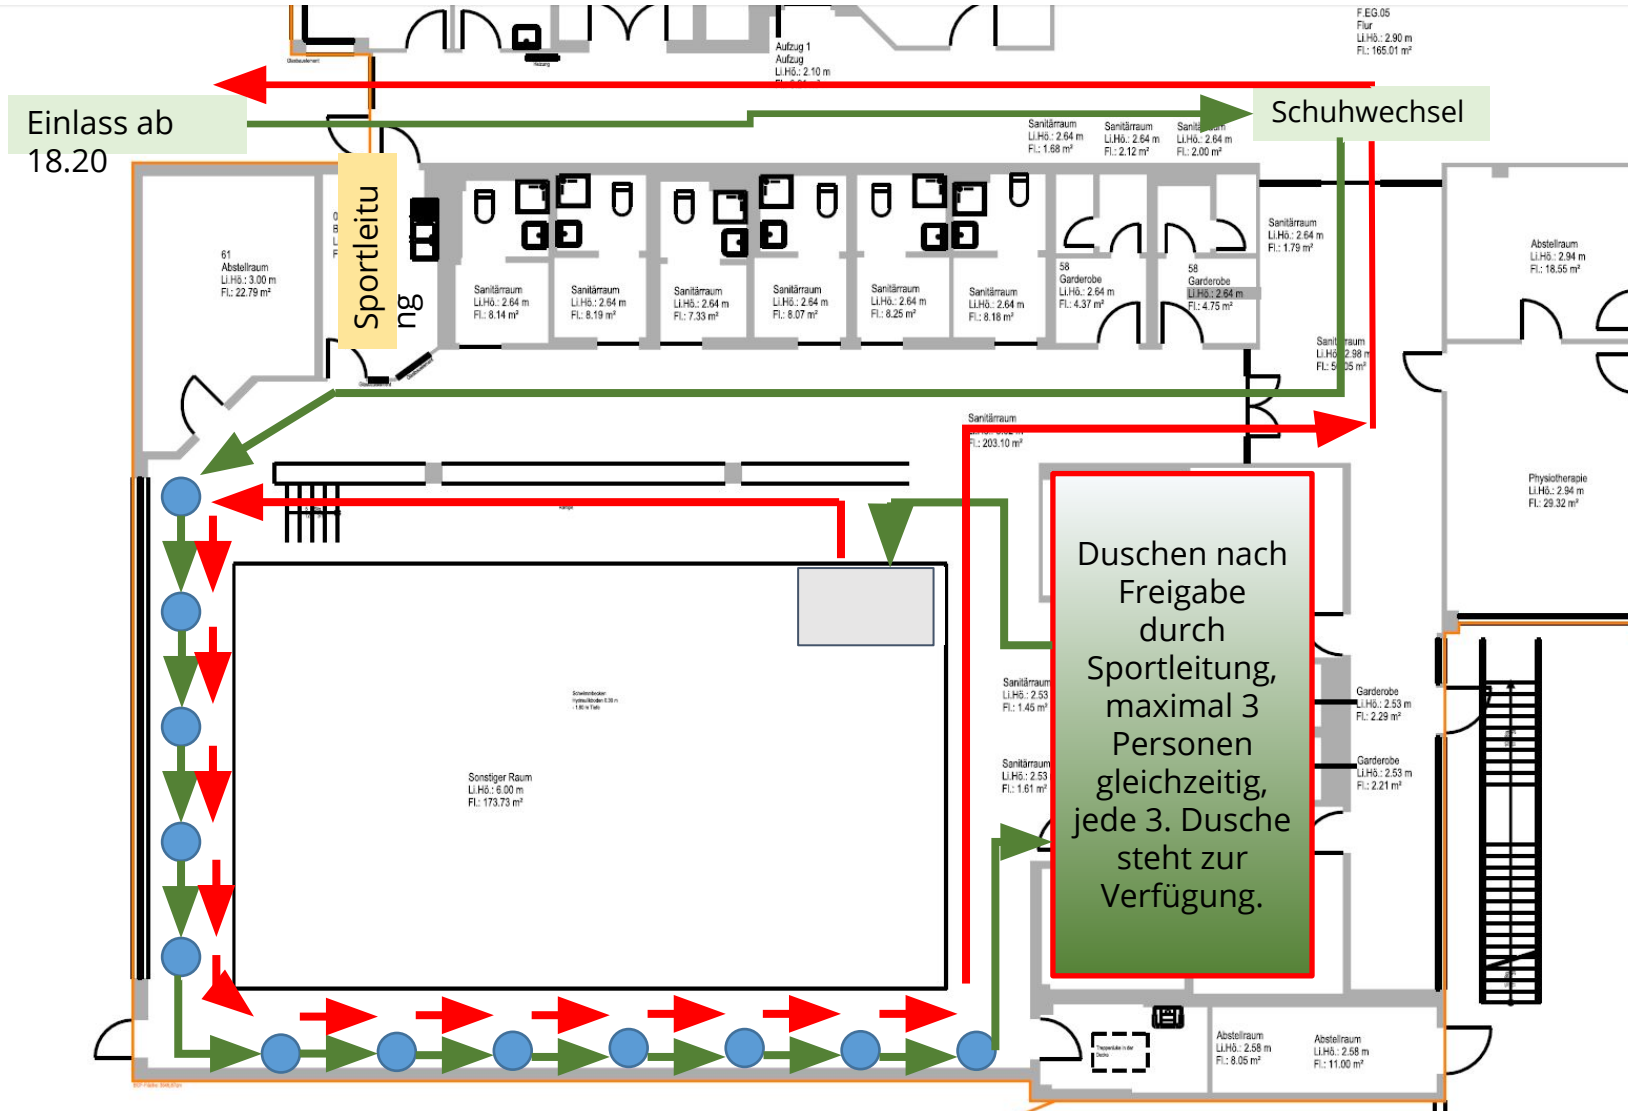 F.EG.05
Flur
Li.Hö.: 2.90 m
Fl.: 165.01 m²
Aufzug 1
Aufzug
Li.Hö.: 2.10 m
Einlass ab
18.20
Schuhwechsel
Sanitärraum
Li.Hö.: 2.64 m
Fl.: 1.68 m²
Sanitärraum
Li.Hö.: 2.64 m
Fl.: 2.12 m²
Li.Hö.: 2.64 m
Fl.: 2.00 m²
Sportleitu
ng
61
Abstellraum
Li.Hö.: 3.00 m
Fl.: 22.79 m²
Sanitärraum
Li.Hö.: 2.64 m
Fl.: 8.14 m²
Sanitärraum
Li.Hö.: 2.64 m
Fl.: 8.19 m²
Sanitärraum
Li.Hö.: 2.64 m
Fl.: 7.33 m²
Sanitärraum
Li.Hö.: 2.64 m
Fl.: 8.07 m²
Sanitärraum
Li.Hö.: 2.64 m
Fl.: 8.25 m²
Sanitärraum
Li.Hö.: 2.64 m
Fl.: 8.18 m²
58
Garderobe
Li.Hö.: 2.64 m
Fl.: 4.37 m²
58
Garderobe
Li.Hö.: 2.64 m
Fl.: 4.75 m²
Sanitärraum
Li.Hö.: 2.64 m
Fl.: 1.79 m²
Abstellraum
Li.Hö.: 2.94 m
Fl.: 18.55 m²
Sanitärraum
Li.Hö.: 2.98 m
Sanitärraum
Fl.: 203.10 m²
Physiotherapie
Li.Hö.: 2.94 m
Fl.: 29.32 m²
Duschen nach
Freigabe
durch
Sportleitung,
maximal 3
Personen
gleichzeitig,
jede 3. Dusche
steht zur
Verfügung.
Sanitärraum
Li.Hö.: 2.53
Fl.: 1.45 m²
Sanitärraum
Li.Hö.: 2.53
Fl.: 1.61 m²
Garderobe
Li.Hö.: 2.53 m
Fl.: 2.29 m²
Garderobe
Li.Hö.: 2.53 m
Fl.: 2.21 m²
Sonstiger Raum
Li.Hö.: 6.00 m
Fl.: 173.73 m²
Abstellraum
Li.Hö.: 2.58 m
Fl.: 8.05 m²
Abstellraum
Li.Hö.: 2.58 m
Fl.: 11.00 m²